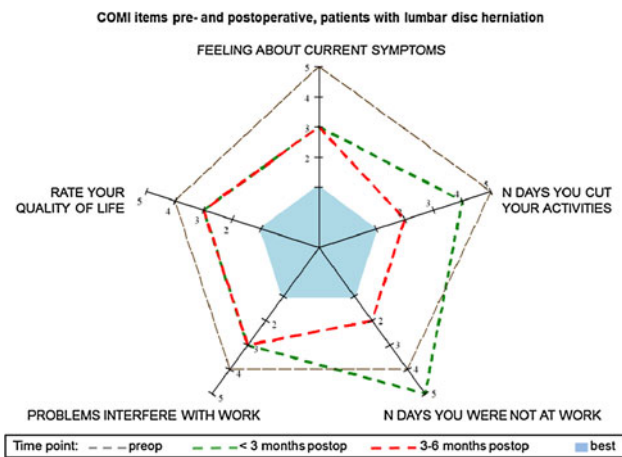 COMI items pre- and postoperative, patients with lumbar disc herniation
FEELING ABOUT CURRENT SYMPTOMS
5
4
3
2
RATE YOUR
QUALITY OF LIFE
5
4
3
2
2
3
4
5
N DAYS YOU CUT
YOUR ACTIVITIES
2
3
4
5
2
3
4
5
PROBLEMS INTERFERE WITH WORK
N DAYS YOU WERE NOT AT WORK
Time point: preop < 3 months postop 3-6 months postop best